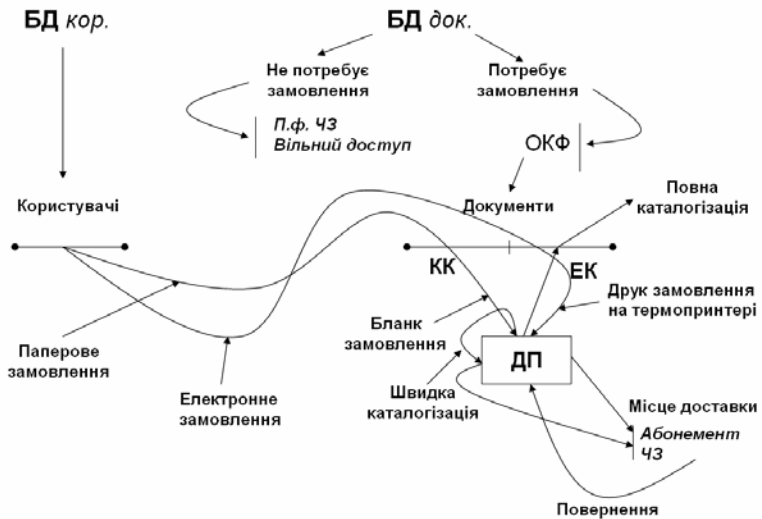 БД кор.
БД док.
Не потребує
замовлення
Потребує
замовлення
П.ф. ЧЗ
Вільний доступ
ОКФ
Користувачі
Документи
Повна
каталогізація
КК
ЕК
Паперове
замовлення
Електронне
замовлення
Бланк
замовлення
Друк замовлення
на термопринтері
ДП
Швидка
каталогізація
Місце доставки
Абонемент
ЧЗ
Повернення